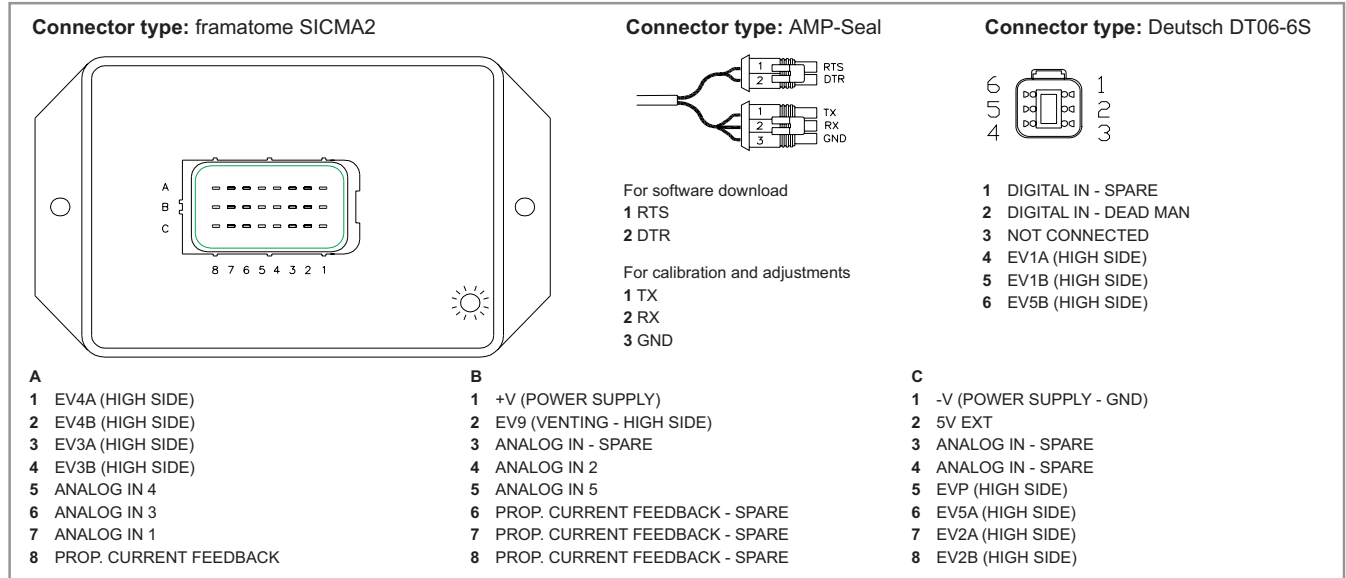 Connector type: framatome SICMA2
A
B
C
8 7 6 5 4 3 2 1
Connector type: AMP-Seal
1 RTS
2 DTR
1 TX
2 RX
3 GND
For software download
1 RTS
2 DTR
For calibration and adjustments
1 TX
2 RX
3 GND
Connector type: Deutsch DT06-6S
6 1
5 2
4 3
1 DIGITAL IN - SPARE
2 DIGITAL IN - DEAD MAN
3 NOT CONNECTED
4 EV1A (HIGH SIDE)
5 EV1B (HIGH SIDE)
6 EV5B (HIGH SIDE)
A
1 EV4A (HIGH SIDE)
2 EV4B (HIGH SIDE)
3 EV3A (HIGH SIDE)
4 EV3B (HIGH SIDE)
5 ANALOG IN 4
6 ANALOG IN 3
7 ANALOG IN 1
8 PROP. CURRENT FEEDBACK
B
1 +V (POWER SUPPLY)
2 EV9 (VENTING - HIGH SIDE)
3 ANALOG IN - SPARE
4 ANALOG IN 2
5 ANALOG IN 5
6 PROP. CURRENT FEEDBACK - SPARE
7 PROP. CURRENT FEEDBACK - SPARE
8 PROP. CURRENT FEEDBACK - SPARE
C
1 -V (POWER SUPPLY - GND)
2 5V EXT
3 ANALOG IN - SPARE
4 ANALOG IN - SPARE
5 EVP (HIGH SIDE)
6 EV5A (HIGH SIDE)
7 EV2A (HIGH SIDE)
8 EV2B (HIGH SIDE)